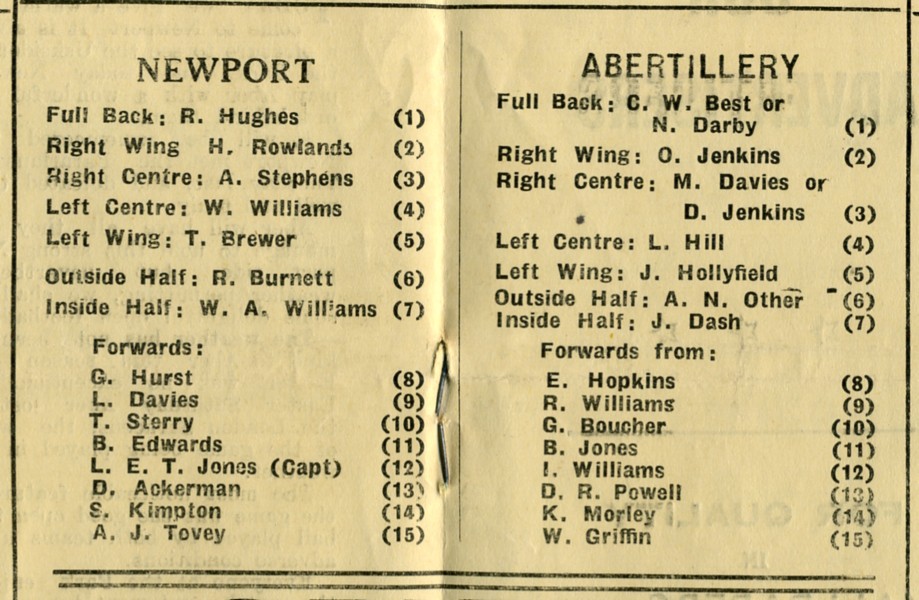 NEWPORT
Full Back: R. Hughes (1)
Right Wing H. Rowlands (2)
Right Centre: A. Stephens (3)
Left Centre: W. Williams (4)
Left Wing: T. Brewer (5)
Outside Half: R. Burnett (6)
Inside Half: W. A. Williams (7)
Forwards:
G. Hurst (8)
L. Davies (9)
T. Sterry (10)
B. Edwards (11)
L. E. T. Jones (Capt) (12)
D. Ackerman (13)
S. Kimpton (14)
A. J. Tovey (15)
ABERTILLERY
Full Back: C. W. Best or
N. Darby (1)
Right Wing: O. Jenkins (2)
Right Centre: M. Davies or
D. Jenkins (3)
Left Centre: L. Hill (4)
Left Wing: J. Hollyfield (5)
Outside Half: A. N. Other (6)
Inside Half: J. Dash (7)
Forwards from:
E. Hopkins (8)
R. Williams (9)
G. Boucher (10)
B. Jones (11)
I. Williams (12)
D. R. Powell (13)
K. Morley (14)
W. Griffin (15)